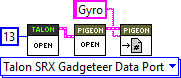 Gyro
13
TALON PIGEON PIGEON
OPEN OPEN #
Talon SRX Gadgeteer Data Port